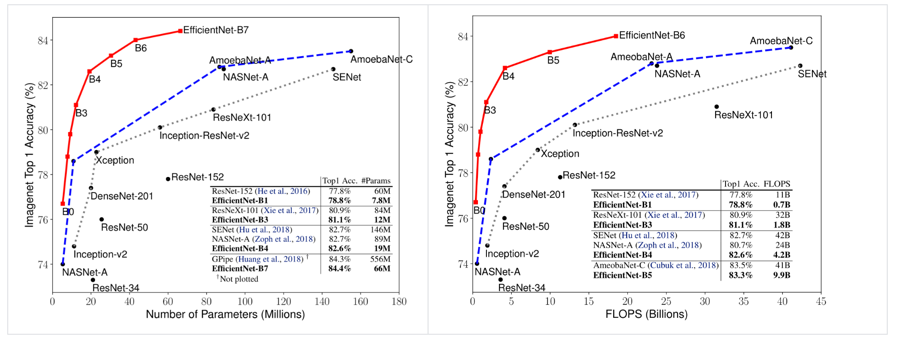 EfficientNet-B7
84
B6
AmoebaNet-C
B5
AmoebaNet-A
NASNet-A
SENet
B4
82
B3
ResNeXt-101
80
Inception-ResNet-v2
Xception
78
ResNet-152
DenseNet-201
B0
76
ResNet-50
Inception-v2
74
NASNet-A
ResNet-34
Imagenet Top 1 Accuracy (%)
0 20 40 60 80 100 120 140 160 180
Number of Parameters (Millions)
Top1 Acc. #Params
ResNet-152 (He et al., 2016) 77.8% 60M
EfficientNet-B1 78.8% 7.8M
ResNeXt-101 (Xie et al., 2017) 80.9% 84M
EfficientNet-B3 81.1% 12M
SENet (Hu et al., 2018) 82.7% 146M
NASNet-A (Zoph et al., 2018) 82.7% 89M
EfficientNet-B4 82.6% 19M
GPipe (Huang et al., 2018) † 84.3% 556M
EfficientNet-B7 84.4% 66M
†Not plotted
EfficientNet-B6
84
AmoebaNet-C
B5
AmoebaNet-A
NASNet-A
SENet
B4
82
B3
ResNeXt-101
80
Inception-ResNet-v2
Xception
78
ResNet-152
DenseNet-201
B0
76
ResNet-50
Inception-v2
74
NASNet-A
ResNet-34
Imagenet Top 1 Accuracy (%)
0 5 10 15 20 25 30 35 40 45
FLOPS (Billions)
Top1 Acc. FLOPS
ResNet-152 (Xie et al., 2017) 77.8% 11B
EfficientNet-B1 78.8% 0.7B
ResNeXt-101 (Xie et al., 2017) 80.9% 32B
EfficientNet-B3 81.1% 1.8B
SENet (Hu et al., 2018) 82.7% 42B
NASNet-A (Zoph et al., 2018) 80.7% 24B
EfficientNet-B4 82.6% 4.2B
AmoebaNet-C (Cubuk et al., 2018) 83.5% 41B
EfficientNet-B5 83.3% 9.9B